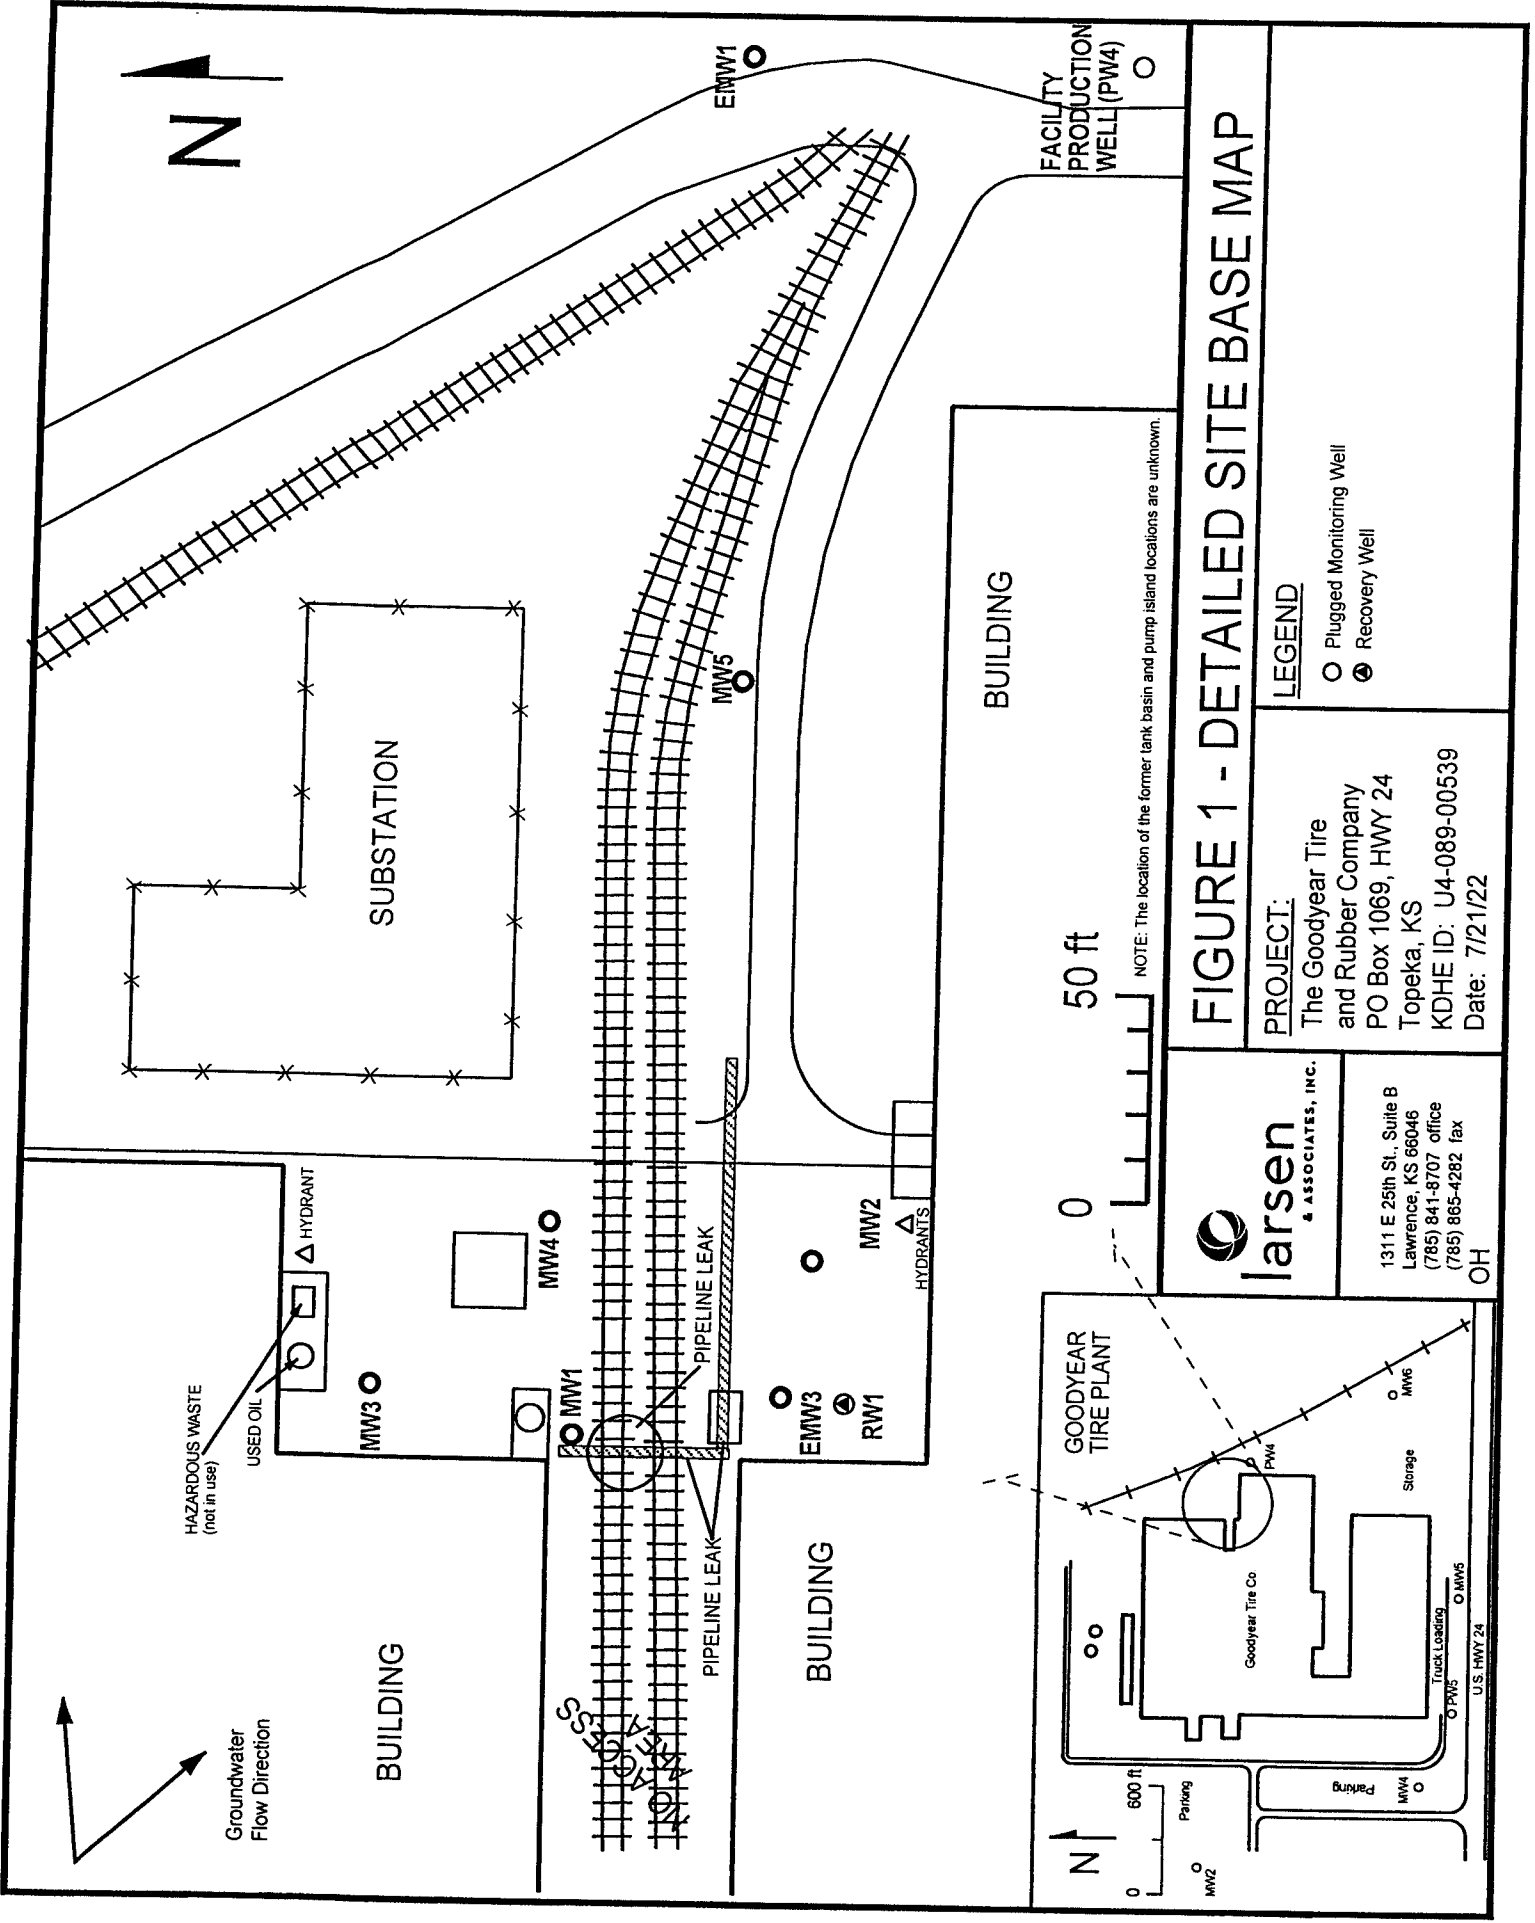 N
EMW1
FACILITY
PRODUCTION
WELL (PW4)
SUBSTATION
MW5
BUILDING
HYDRANT
HAZARDOUS WASTE
(not in use)
USED OIL
MW3
MW4
MW1
PIPELINE LEAK
MW2
HYDRANTS
EMW3
RW1
PIPELINE LEAK
BUILDING
BUILDING
NO ACCESS
AREA
Groundwater
Flow Direction
0 50 ft
NOTE: The location of the former tank basin and pump island locations are unknown.
GOODYEAR
TIRE PLANT
N
0 600 ft
Parking
MW2
Parking
MW4
Goodyear Tire Co
PW4
Storage
MW6
Truck Loading
PW5
MW5
U.S. HWY 24
larsen
& ASSOCIATES, INC.
1311 E 25th St., Suite B
Lawrence, KS 66046
(785) 841-8707 office
(785) 865-4282 fax
OH
FIGURE 1 - DETAILED SITE BASE MAP
PROJECT:
The Goodyear Tire
and Rubber Company
PO Box 1069, HWY 24
Topeka, KS
KDHE ID: U4-089-00539
Date: 7/21/22
LEGEND
Plugged Monitoring Well
Recovery Well